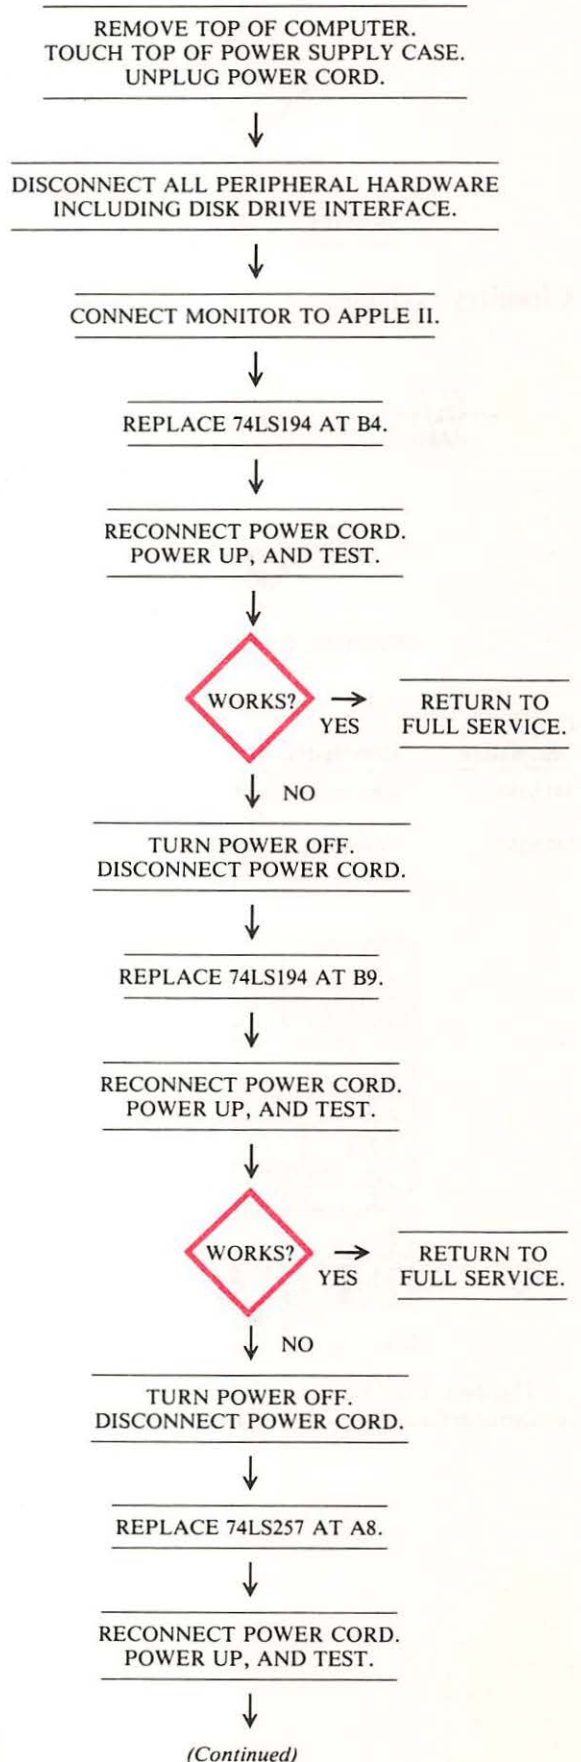 REMOVE TOP OF COMPUTER.
TOUCH TOP OF POWER SUPPLY CASE.
UNPLUG POWER CORD.
DISCONNECT ALL PERIPHERAL HARDWARE
INCLUDING DISK DRIVE INTERFACE.
CONNECT MONITOR TO APPLE II.
REPLACE 74LS194 AT B4.
RECONNECT POWER CORD.
POWER UP, AND TEST.
WORKS?
YES
RETURN TO
FULL SERVICE.
NO
TURN POWER OFF.
DISCONNECT POWER CORD.
REPLACE 74LS194 AT B9.
RECONNECT POWER CORD.
POWER UP, AND TEST.
WORKS?
YES
RETURN TO
FULL SERVICE.
NO
TURN POWER OFF.
DISCONNECT POWER CORD.
REPLACE 74LS257 AT A8.
RECONNECT POWER CORD.
POWER UP, AND TEST.
(Continued)